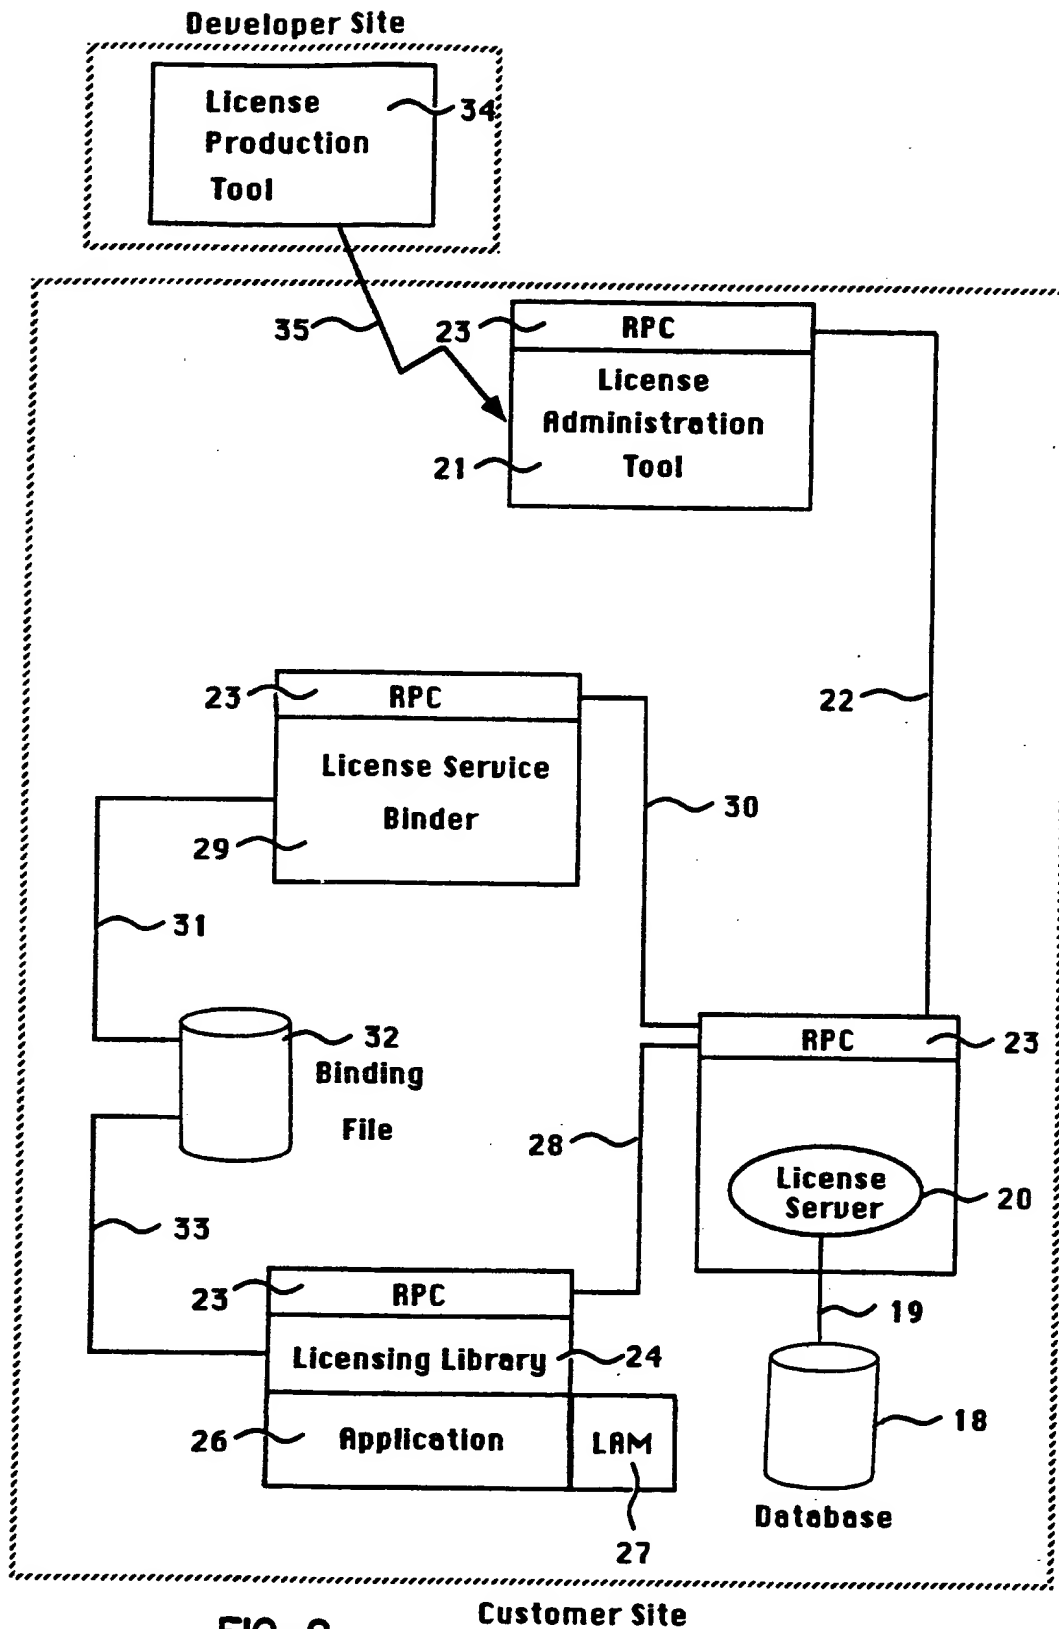 Developer Site
License
Production
Tool
34
35
23
RPC
License
Administration
Tool
21
22
23
RPC
License Service
Binder
29
30
31
32
Binding
File
RPC
23
28
License
Server
20
33
23
RPC
19
Licensing Library
24
26
Application
LAM
18
Database
27
Customer Site